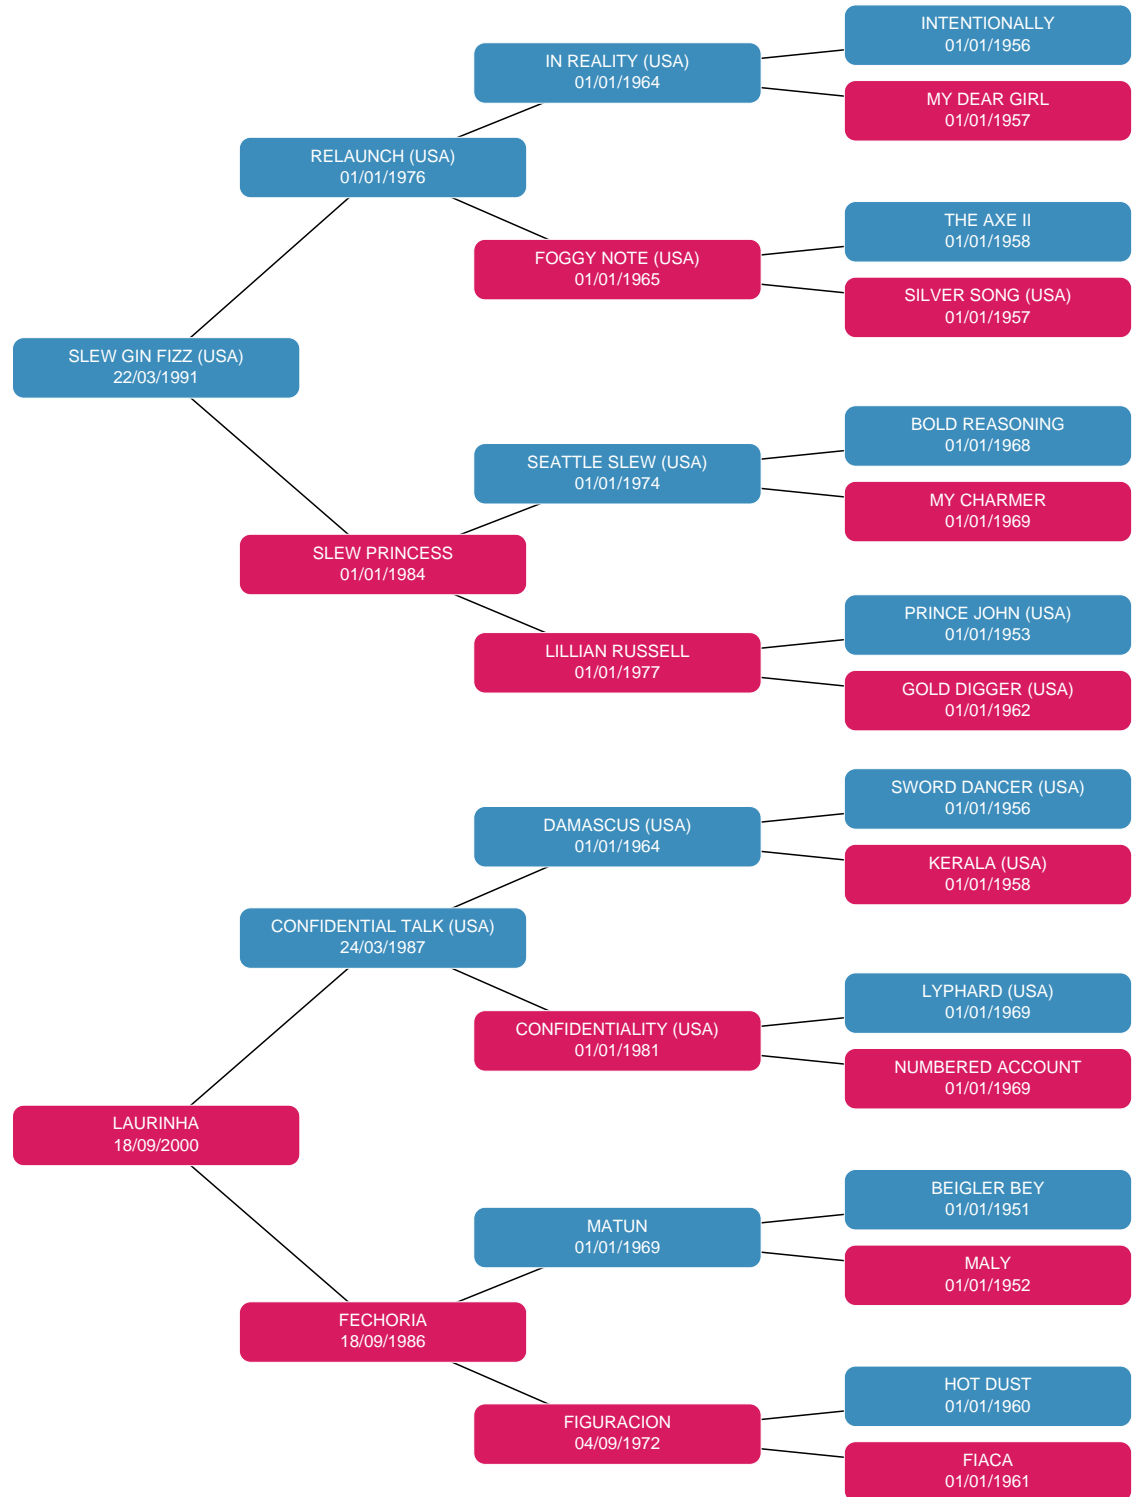 INTENTIONALLY
01/01/1956
IN REALITY (USA)
01/01/1964
MY DEAR GIRL
01/01/1957
RELAUNCH (USA)
01/01/1976
THE AXE II
01/01/1958
FOGGY NOTE (USA)
01/01/1965
SILVER SONG (USA)
01/01/1957
SLEW GIN FIZZ (USA)
22/03/1991
BOLD REASONING
01/01/1968
SEATTLE SLEW (USA)
01/01/1974
MY CHARMER
01/01/1969
SLEW PRINCESS
01/01/1984
PRINCE JOHN (USA)
01/01/1953
LILLIAN RUSSELL
01/01/1977
GOLD DIGGER (USA)
01/01/1962
SWORD DANCER (USA)
01/01/1956
DAMASCUS (USA)
01/01/1964
KERALA (USA)
01/01/1958
CONFIDENTIAL TALK (USA)
24/03/1987
LYPHARD (USA)
01/01/1969
CONFIDENTIALITY (USA)
01/01/1981
NUMBERED ACCOUNT
01/01/1969
LAURINHA
18/09/2000
BEIGLER BEY
01/01/1951
MATUN
01/01/1969
MALY
01/01/1952
FECHORIA
18/09/1986
HOT DUST
01/01/1960
FIGURACION
04/09/1972
FIACA
01/01/1961